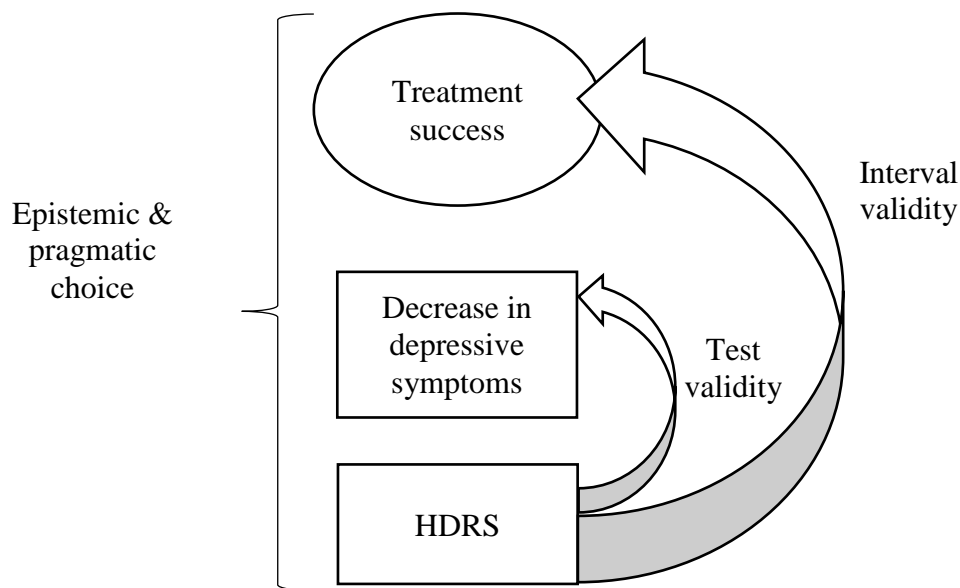 Treatment
success
Interval
validity
Epistemic &
pragmatic
choice
Decrease in
depressive
symptoms
Test
validity
HDRS